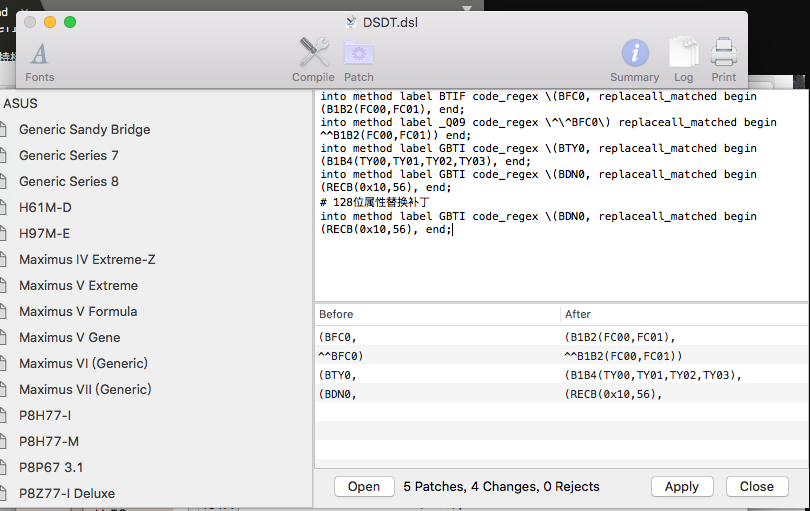 nd
DSDT.dsl
Fonts
Compile
Patch
Summary
Log
Print
ASUS
Generic Sandy Bridge
Generic Series 7
Generic Series 8
H61M-D
H97M-E
Maximus IV Extreme-Z
Maximus V Extreme
Maximus V Formula
Maximus V Gene
Maximus VI (Generic)
Maximus VII (Generic)
P8H77-I
P8H77-M
P8P67 3.1
P8Z77-I Deluxe
into method label BTIF code_regex \(BFC0, replaceall_matched begin
(B1B2(FC00,FC01), end;
into method label _Q09 code_regex \^\^BFC0\) replaceall_matched begin
^^B1B2(FC00,FC01)) end;
into method label GBTI code_regex \(BTY0, replaceall_matched begin
(B1B4(TY00,TY01,TY02,TY03), end;
into method label GBTI code_regex \(BDN0, replaceall_matched begin
(RECB(0x10,56), end;
# 128位属性替换补丁
into method label GBTI code_regex \(BDN0, replaceall_matched begin
(RECB(0x10,56), end;
Before After
(BFC0, (B1B2(FC00,FC01),
^^BFC0) ^^B1B2(FC00,FC01))
(BTY0, (B1B4(TY00,TY01,TY02,TY03),
(BDN0, (RECB(0x10,56),
Open 5 Patches, 4 Changes, 0 Rejects Apply Close